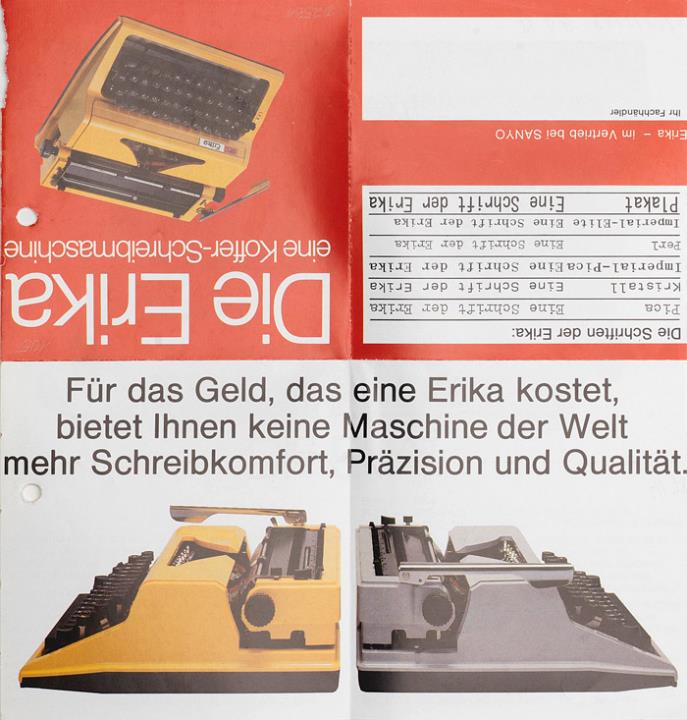 Die Erika
eine Koffer-Schreibmaschine
Erika
Die Schriften der Erika:
Pica Eine Schrift der Erika
Kristall Eine Schrift der Erika
Imperial-Pica Eine Schrift der Erika
Perl Eine Schrift der Erika
Imperial-Elite Eine Schrift der Erika
Plakat Eine Schrift der Erika
Erika – im Vertrieb bei SANYO
Ihr Fachhändler
Für das Geld, das eine Erika kostet,
bietet Ihnen keine Maschine der Welt
mehr Schreibkomfort, Präzision und Qualität.